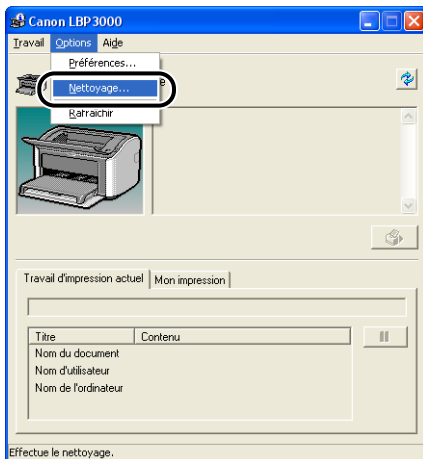 Canon LBP3000
Travail Options Aide
Préférences...
Nettoyage...
Rafraîchir
Travail d'impression actuel Mon impression
Titre Contenu
Nom du document
Nom d'utilisateur
Nom de l'ordinateur
Effectue le nettoyage.